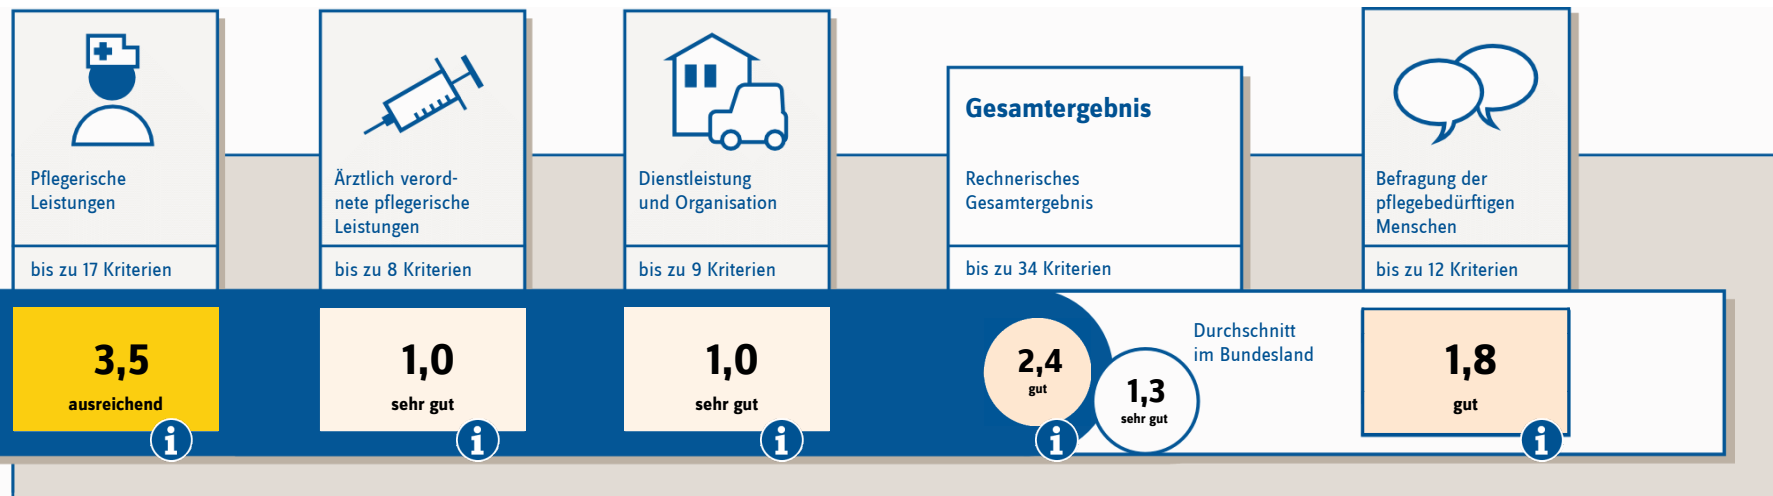 Pflegerische
Leistungen
bis zu 17 Kriterien
3,5
ausreichend
i
Ärztlich verord-
nete pflegerische
Leistungen
bis zu 8 Kriterien
1,0
sehr gut
i
Dienstleistung
und Organisation
bis zu 9 Kriterien
1,0
sehr gut
i
Gesamtergebnis
Rechnerisches
Gesamtergebnis
bis zu 34 Kriterien
2,4
gut
i
1,3
sehr gut
Durchschnitt
im Bundesland
Befragung der
pflegebedürftigen
Menschen
bis zu 12 Kriterien
1,8
gut
i